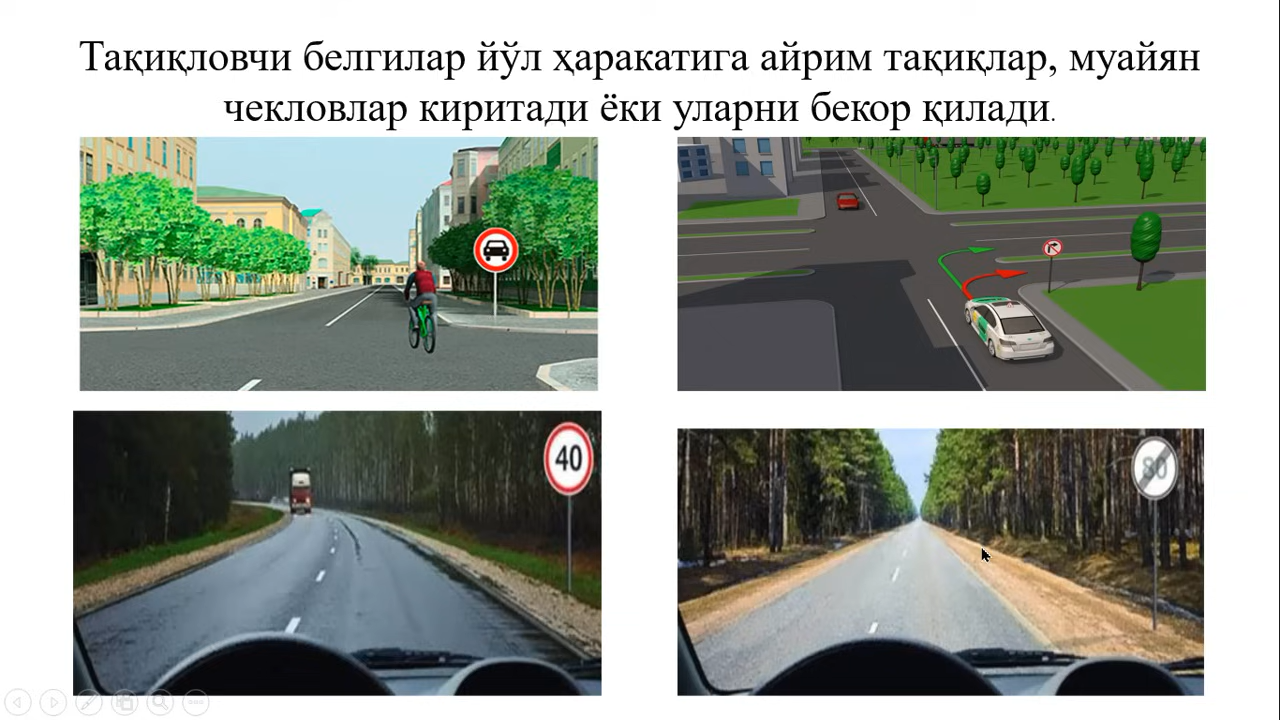 Тақиқловчи белгилар йўл ҳаракатига айрим тақиқлар, муайян
чекловлар киритади ёки уларни бекор қилади.
40
80